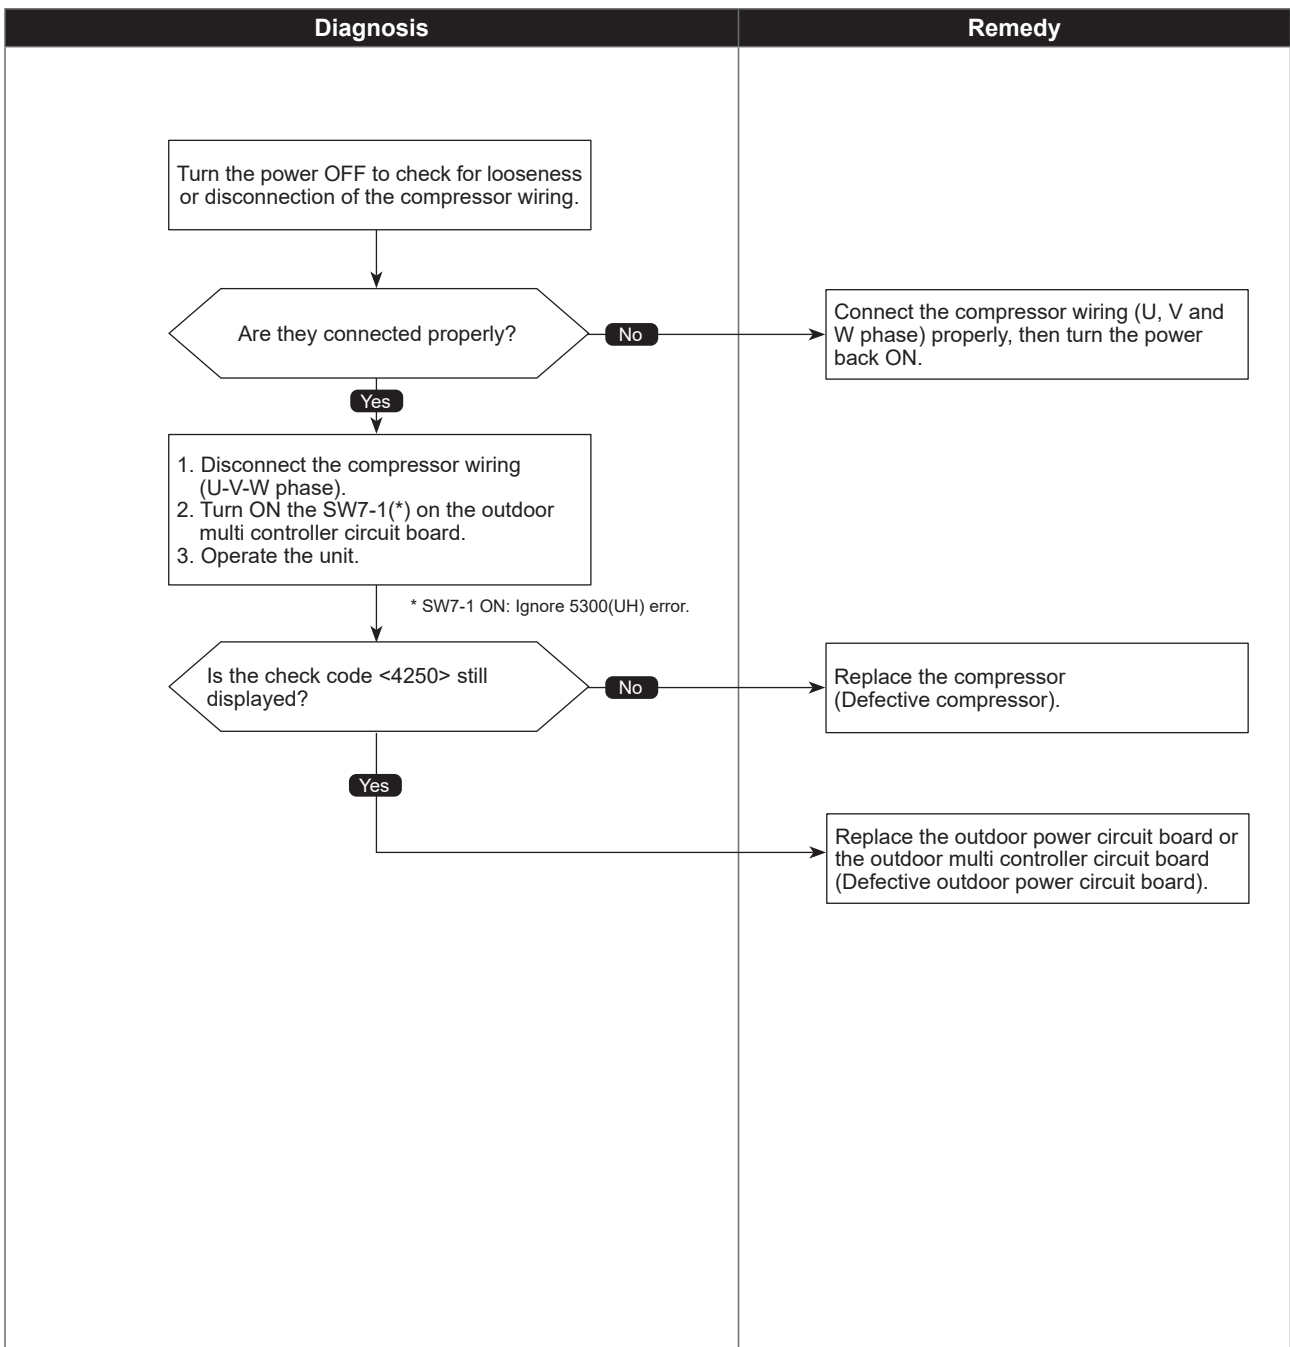 Diagnosis
Remedy
Turn the power OFF to check for looseness
or disconnection of the compressor wiring.
Are they connected properly?
No
Connect the compressor wiring (U, V and
W phase) properly, then turn the power
back ON.
Yes
1. Disconnect the compressor wiring
(U-V-W phase).
2. Turn ON the SW7-1(*) on the outdoor
multi controller circuit board.
3. Operate the unit.
* SW7-1 ON: Ignore 5300(UH) error.
Is the check code <4250> still
displayed?
No
Replace the compressor
(Defective compressor).
Yes
Replace the outdoor power circuit board or
the outdoor multi controller circuit board
(Defective outdoor power circuit board).